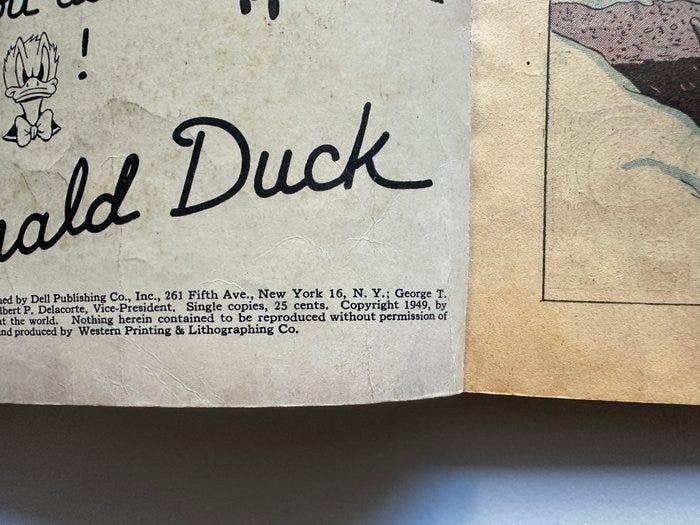 !
nald Duck
ned by Dell Publishing Co., Inc., 261 Fifth Ave., New York 16, N. Y.; George T.
lbert P. Delacorte, Vice-President. Single copies, 25 cents. Copyright 1949, by
t the world. Nothing herein contained to be reproduced without permission of
nd produced by Western Printing & Lithographing Co.